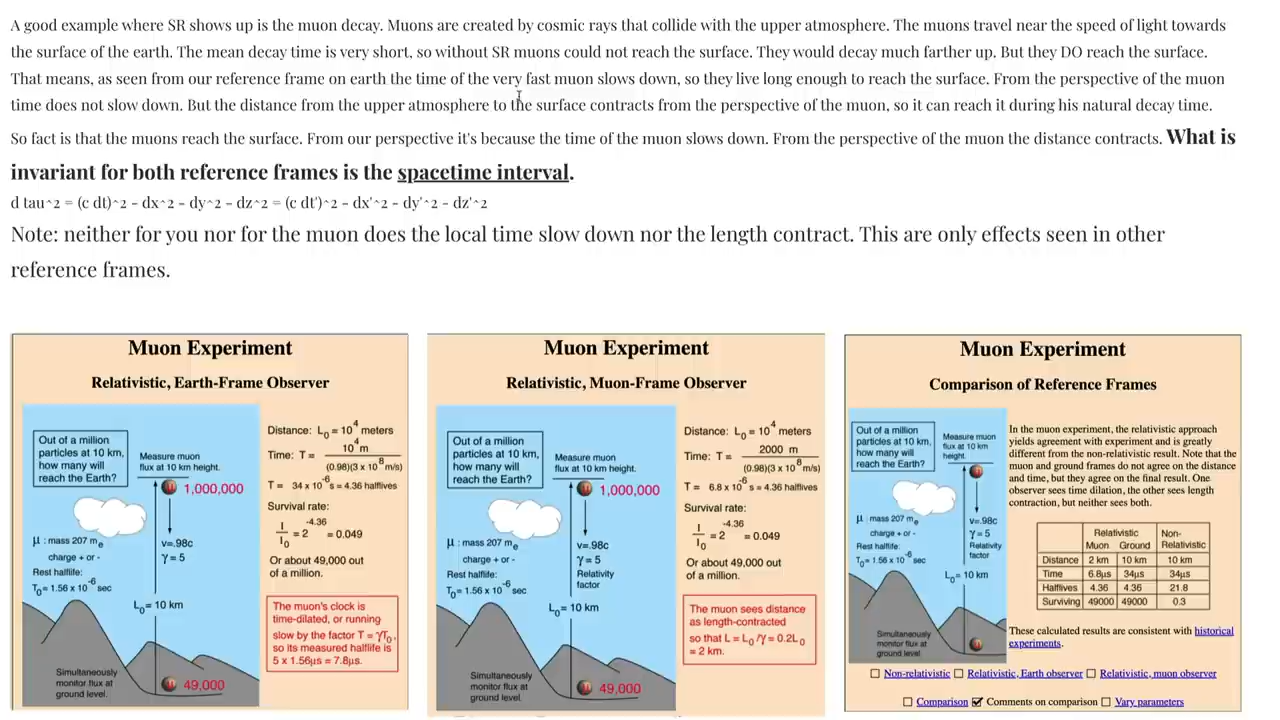 A good example where SR shows up is the muon decay. Muons are created by cosmic rays that collide with the upper atmosphere. The muons travel near the speed of light towards
the surface of the earth. The mean decay time is very short, so without SR muons could not reach the surface. They would decay much farther up. But they DO reach the surface.
That means, as seen from our reference frame on earth the time of the very fast muon slows down, so they live long enough to reach the surface. From the perspective of the muon
time does not slow down. But the distance from the upper atmosphere to the surface contracts from the perspective of the muon, so it can reach it during his natural decay time.
So fact is that the muons reach the surface. From our perspective it's because the time of the muon slows down. From the perspective of the muon the distance contracts. What is
invariant for both reference frames is the spacetime interval.
d tau^2 = (c dt)^2 - dx^2 - dy^2 - dz^2 = (c dt')^2 - dx'^2 - dy'^2 - dz'^2
Note: neither for you nor for the muon does the local time slow down nor the length contract. This are only effects seen in other
reference frames.
Muon Experiment
Relativistic, Earth-Frame Observer
Out of a million
particles at 10 km,
how many will
reach the Earth?
Measure muon
flux at 10 km height.
1,000,000
μ : mass 207 mₑ
charge + or -
Rest halflife:
T₀= 1.56 x 10⁻⁶ sec
v=.98c
γ = 5
L₀= 10 km
Simultaneously
monitor flux at
ground level.
49,000
Distance: L₀ = 10⁴ meters
Time: T = 10⁴ m / (0.98)(3 x 10⁸ m/s)
T = 34 x 10⁻⁶ s = 4.36 halflives
Survival rate:
I / I₀ = 2⁻⁴·³⁶ = 0.049
Or about 49,000 out
of a million.
The muon's clock is
time-dilated, or running
slow by the factor T = γT₀,
so its measured halflife is
5 x 1.56μs = 7.8μs.
Muon Experiment
Relativistic, Muon-Frame Observer
Out of a million
particles at 10 km,
how many will
reach the Earth?
Measure muon
flux at 10 km height.
1,000,000
μ : mass 207 mₑ
charge + or -
Rest halflife:
T₀= 1.56 x 10⁻⁶ sec
v=.98c
γ = 5
Relativity
factor
L₀= 10 km
Simultaneously
monitor flux at
ground level.
49,000
Distance: L₀ = 10⁴ meters
Time: T = 2000 m / (0.98)(3 x 10⁸ m/s)
T = 6.8 x 10⁻⁶ s = 4.36 halflives
Survival rate:
I / I₀ = 2⁻⁴·³⁶ = 0.049
Or about 49,000 out
of a million.
The muon sees distance
as length-contracted
so that L = L₀ /γ = 0.2L₀
= 2 km.
Muon Experiment
Comparison of Reference Frames
Out of a million
particles at 10 km,
how many will
reach the Earth?
Measure muon
flux at 10 km
height.
μ : mass 207 mₑ
charge + or -
Rest halflife:
T₀= 1.56 x 10⁻⁶ sec
v=.98c
γ = 5
Relativity
factor
L₀= 10 km
Simultaneously
monitor flux at
ground level
In the muon experiment, the relativistic approach
yields agreement with experiment and is greatly
different from the non-relativistic result. Note that the
muon and ground frames do not agree on the distance
and time, but they agree on the final result. One
observer sees time dilation, the other sees length
contraction, but neither sees both.
Relativistic Non-
Muon Ground Relativistic
Distance 2 km 10 km 10 km
Time 6.8μs 34μs 34μs
Halflives 4.36 4.36 21.8
Surviving 49000 49000 0.3
These calculated results are consistent with historical
experiments.
Non-relativistic Relativistic, Earth observer Relativistic, muon observer
Comparison Comments on comparison Vary parameters